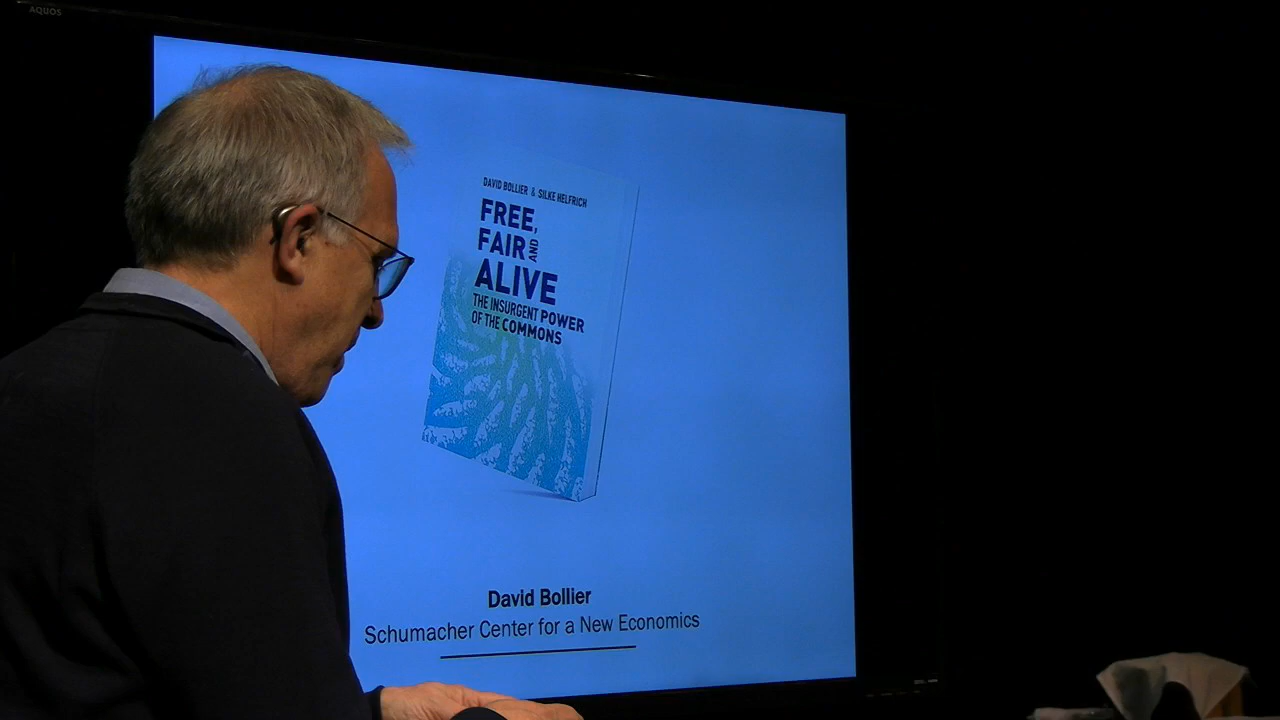 AQUOS
DAVID BOLLIER & SILKE HELFRICH
FREE,
FAIR AND
ALIVE
THE INSURGENT POWER
OF THE COMMONS
David Bollier
Schumacher Center for a New Economics